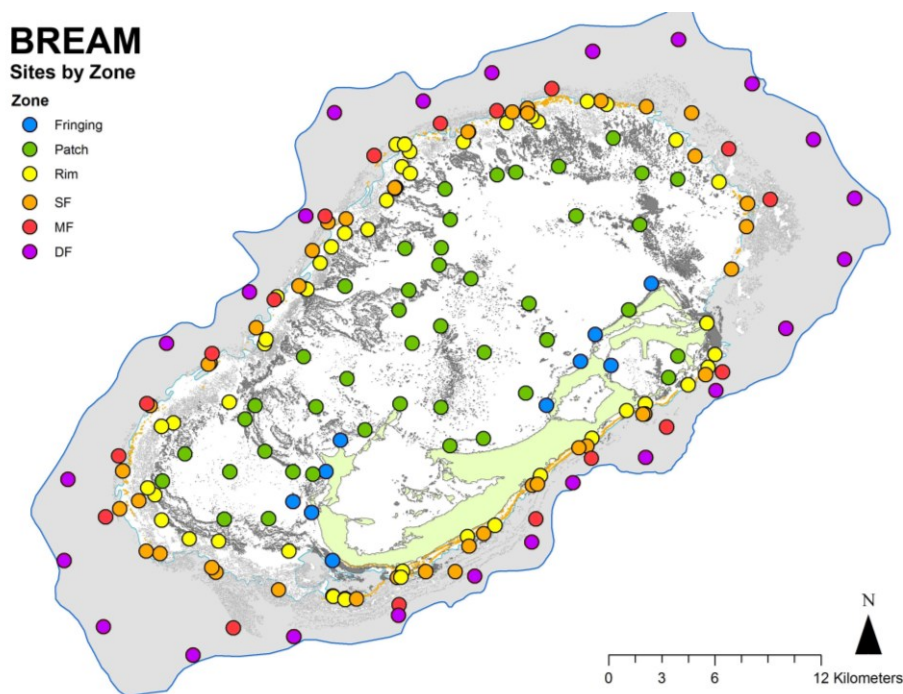 BREAM
Sites by Zone
Zone
Fringing
Patch
Rim
SF
MF
DF
N
0 3 6 12 Kilometers